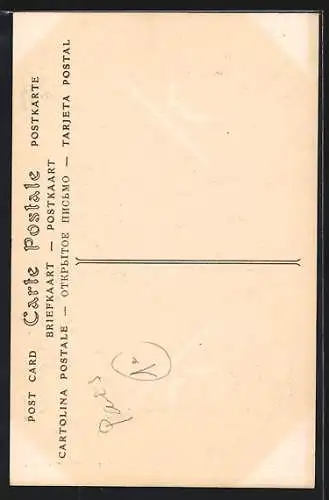 POST CARD Carte Postale POSTKARTE
BRIEFKAART — POSTKAART
CARTOLINA POSTALE — ОТКРЫТОЕ ПИСЬМО — TARJETA POSTAL